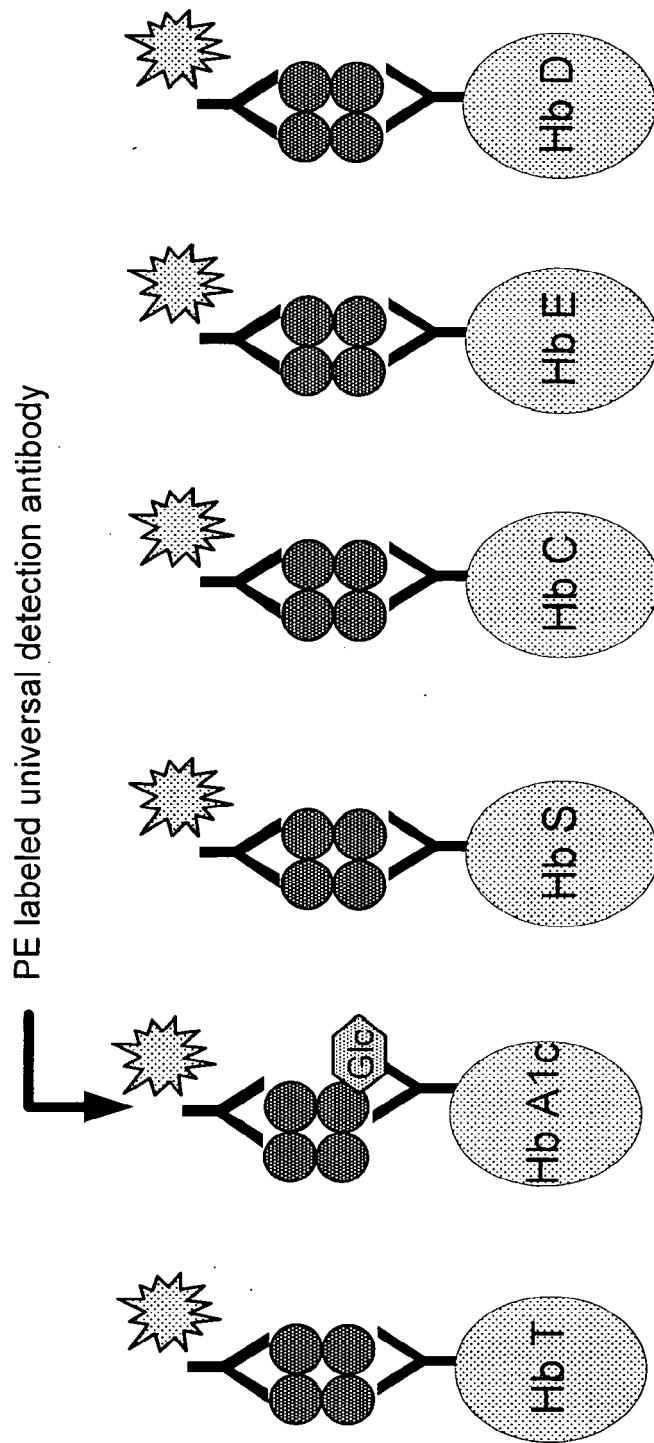 PE labeled universal detection antibody
Glc
Hb T
Hb A1c
Hb S
Hb C
Hb E
Hb D